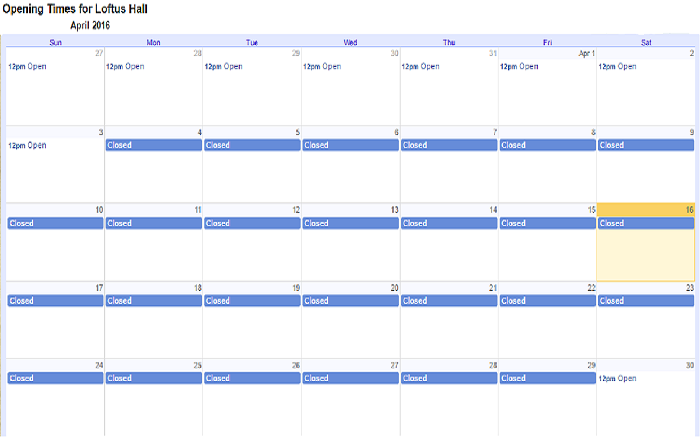 Opening Times for Loftus Hall
April 2016
Sun Mon Tue Wed Thu Fri Sat
27 28 29 30 31 Apr 1 2
12pm Open 12pm Open 12pm Open 12pm Open 12pm Open 12pm Open 12pm Open
3 4 5 6 7 8 9
12pm Open Closed Closed Closed Closed Closed Closed
10 11 12 13 14 15 16
Closed Closed Closed Closed Closed Closed Closed
17 18 19 20 21 22 23
Closed Closed Closed Closed Closed Closed Closed
24 25 26 27 28 29 30
Closed Closed Closed Closed Closed Closed 12pm Open